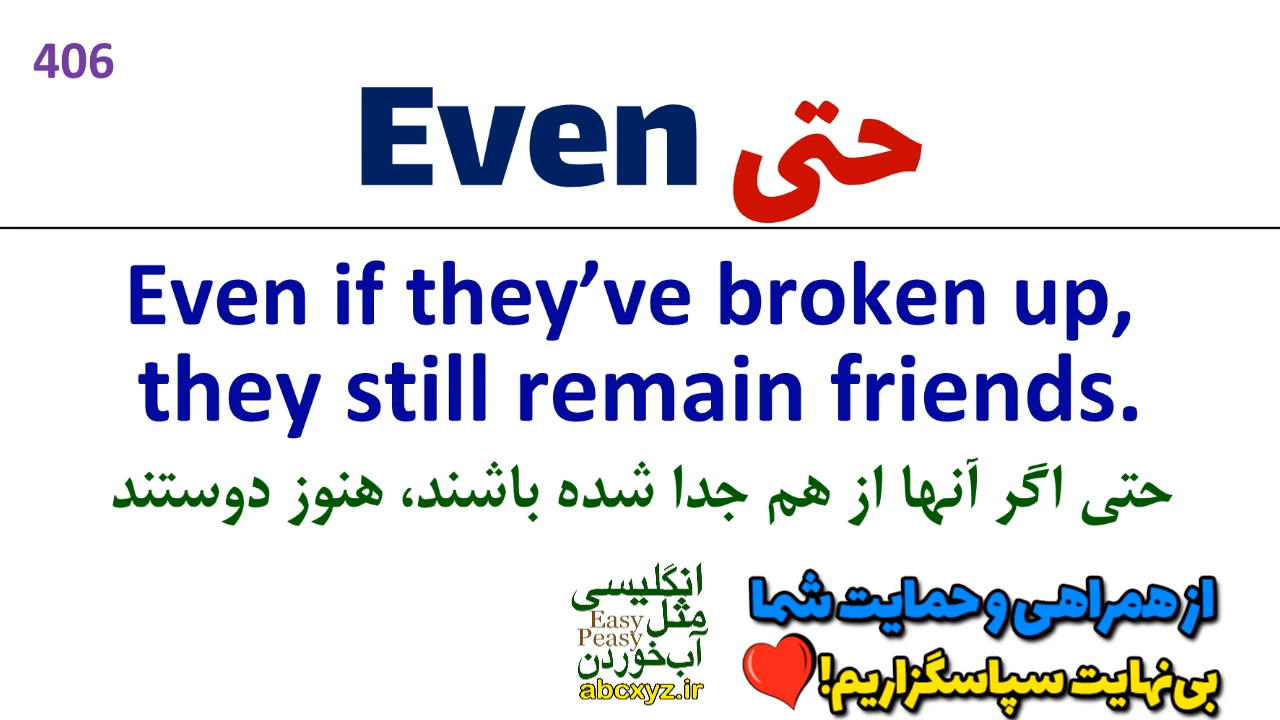 406
Even حتی
Even if they’ve broken up,
they still remain friends.
حتی اگر آنها از هم جدا شده باشند، هنوز دوستند
انگلیسی
مثل
Easy
Peasy
آب‌خوردن
abcxyz.ir
از همراهی و حمایت شما
بی‌نهایت سپاسگزاریم!